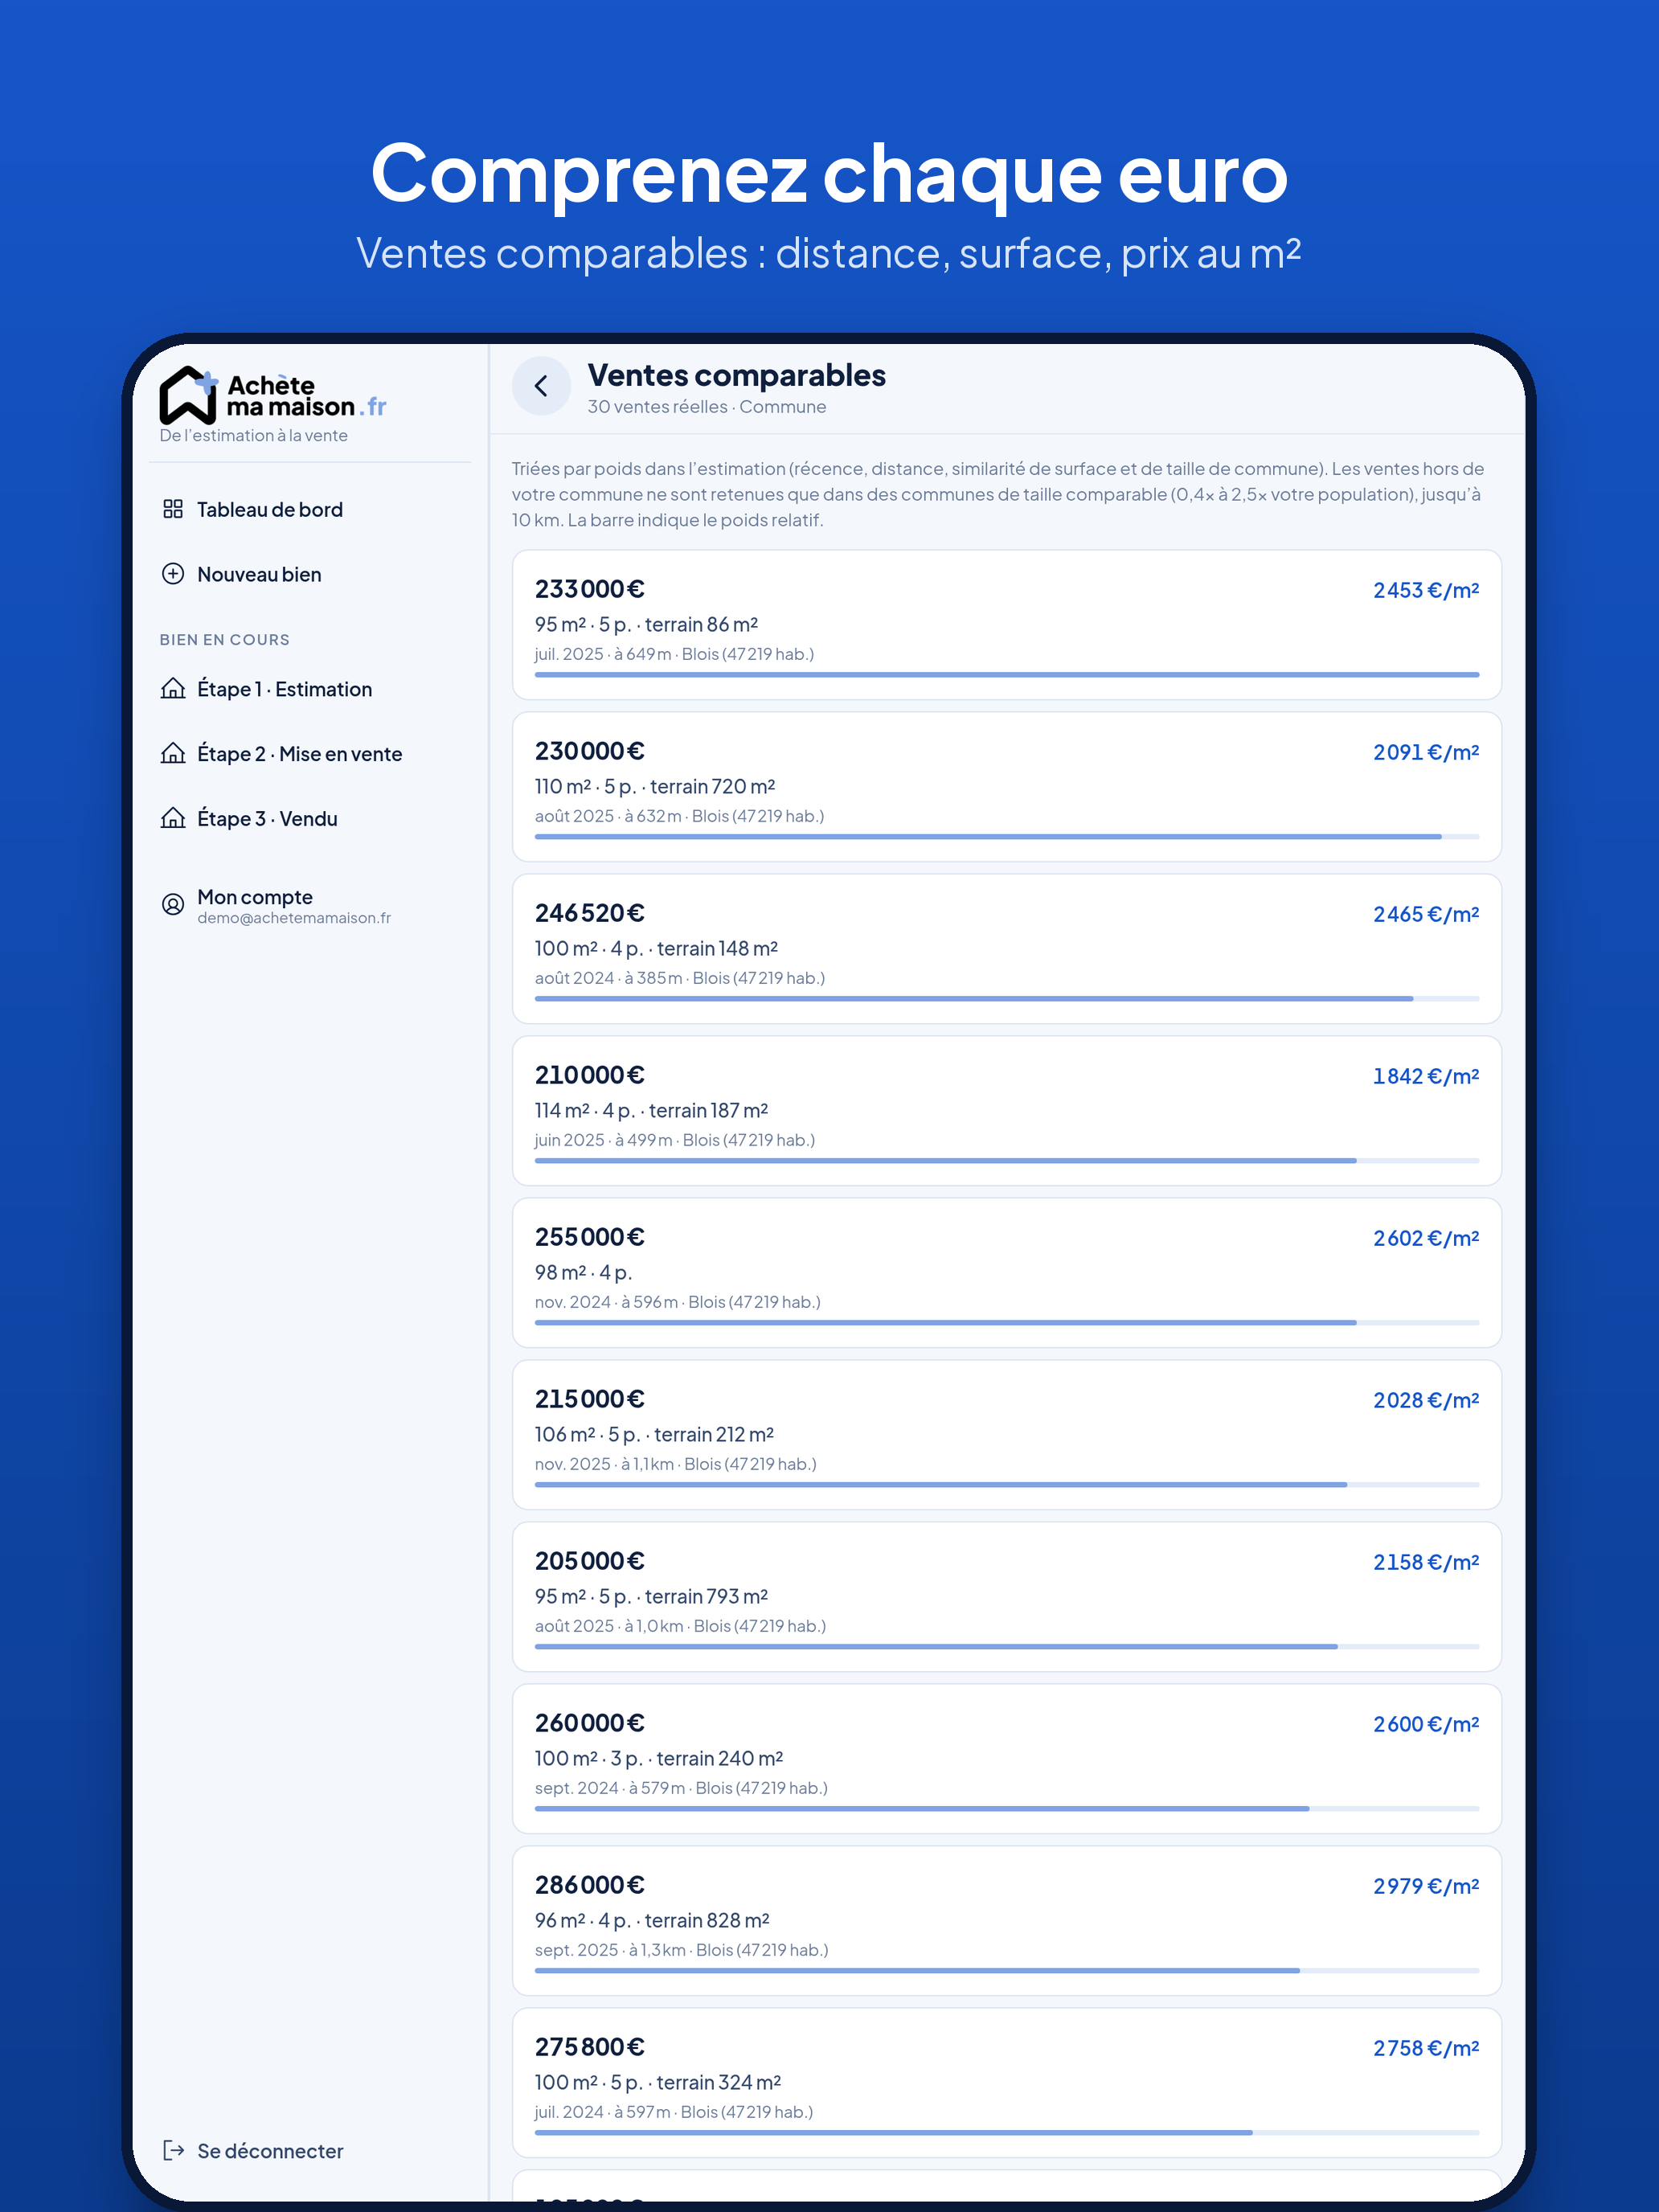 Comprenez chaque euro
Ventes comparables : distance, surface, prix au m²
Achète
ma maison.fr
De l'estimation à la vente
Tableau de bord
Nouveau bien
BIEN EN COURS
Étape 1 · Estimation
Étape 2 · Mise en vente
Étape 3 · Vendu
Mon compte
demo@achetemamaison.fr
Se déconnecter
Ventes comparables
30 ventes réelles · Commune
Triées par poids dans l'estimation (récence, distance, similarité de surface et de taille de commune). Les ventes hors de
votre commune ne sont retenues que dans des communes de taille comparable (0,4× à 2,5× votre population), jusqu'à
10 km. La barre indique le poids relatif.
233 000 € 2 453 €/m²
95 m² · 5 p. · terrain 86 m²
juil. 2025 · à 649 m · Blois (47 219 hab.)
230 000 € 2 091 €/m²
110 m² · 5 p. · terrain 720 m²
août 2025 · à 632 m · Blois (47 219 hab.)
246 520 € 2 465 €/m²
100 m² · 4 p. · terrain 148 m²
août 2024 · à 385 m · Blois (47 219 hab.)
210 000 € 1 842 €/m²
114 m² · 4 p. · terrain 187 m²
juin 2025 · à 499 m · Blois (47 219 hab.)
255 000 € 2 602 €/m²
98 m² · 4 p.
nov. 2024 · à 596 m · Blois (47 219 hab.)
215 000 € 2 028 €/m²
106 m² · 5 p. · terrain 212 m²
nov. 2025 · à 1,1 km · Blois (47 219 hab.)
205 000 € 2 158 €/m²
95 m² · 5 p. · terrain 793 m²
août 2025 · à 1,0 km · Blois (47 219 hab.)
260 000 € 2 600 €/m²
100 m² · 3 p. · terrain 240 m²
sept. 2024 · à 579 m · Blois (47 219 hab.)
286 000 € 2 979 €/m²
96 m² · 4 p. · terrain 828 m²
sept. 2025 · à 1,3 km · Blois (47 219 hab.)
275 800 € 2 758 €/m²
100 m² · 5 p. · terrain 324 m²
juil. 2024 · à 597 m · Blois (47 219 hab.)